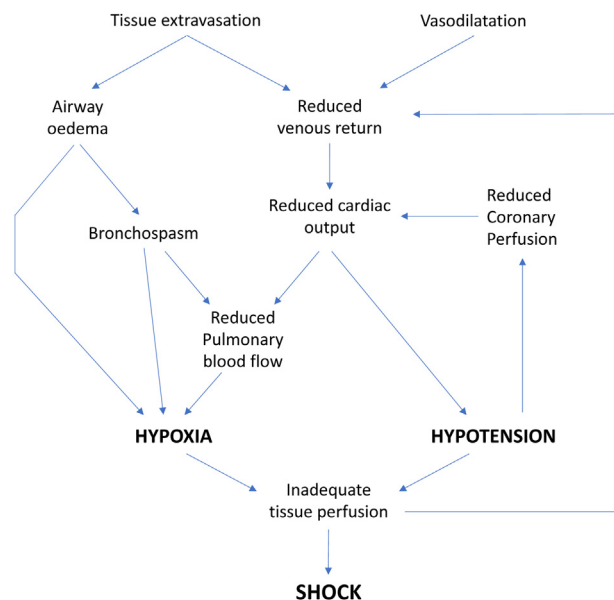 Tissue extravasation
Vasodilatation
Airway
oedema
Reduced
venous return
Reduced cardiac
output
Reduced
Coronary
Perfusion
Bronchospasm
Reduced
Pulmonary
blood flow
HYPOXIA
HYPOTENSION
Inadequate
tissue perfusion
SHOCK